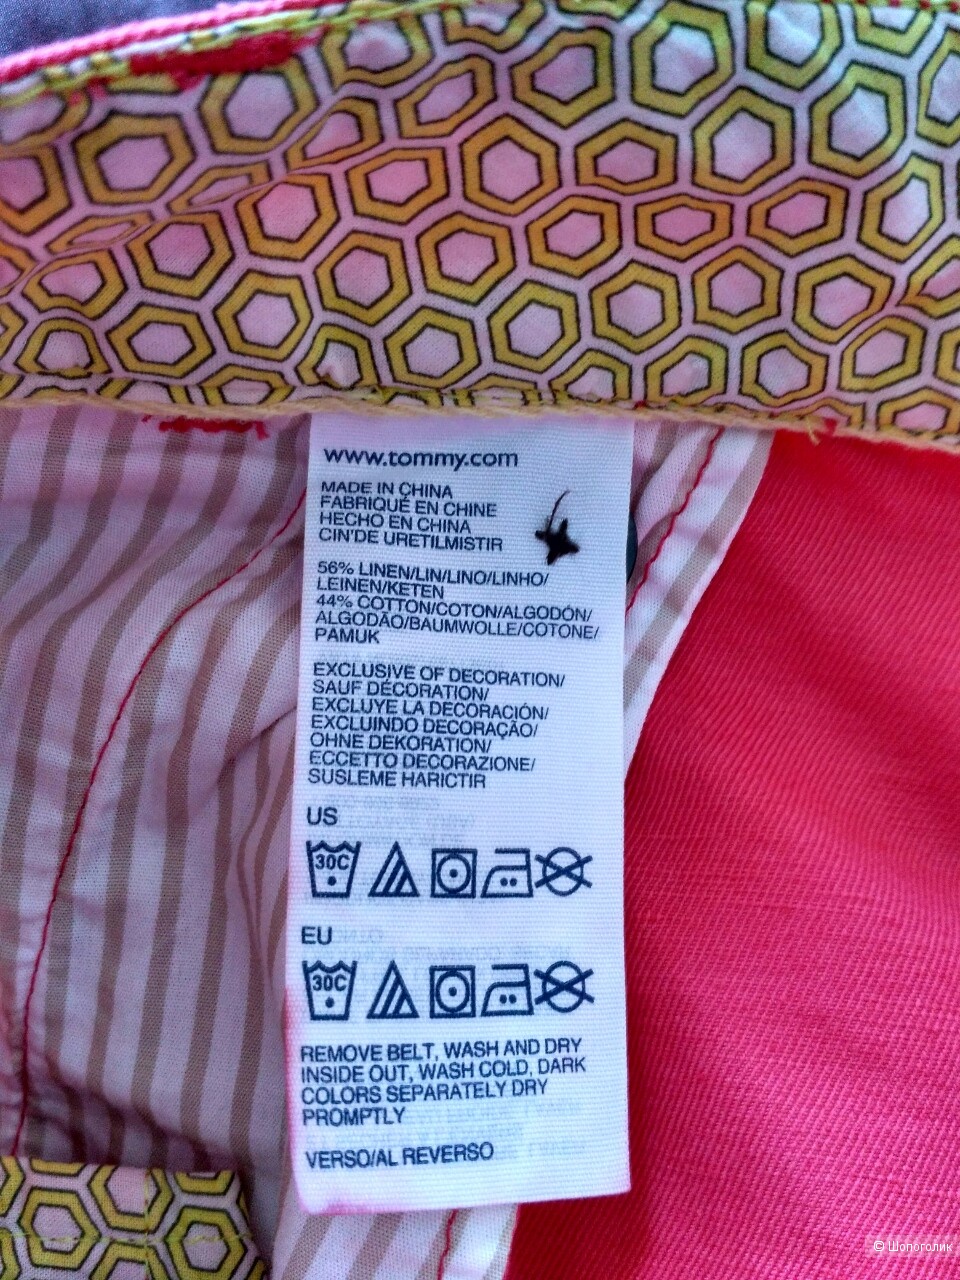 www.tommy.com
MADE IN CHINA
FABRIQUÉ EN CHINE
HECHO EN CHINA
CIN'DE URETILMISTIR
56% LINEN/LIN/LINO/LINHO/
LEINEN/KETEN
44% COTTON/COTON/ALGODÓN/
ALGODÃO/BAUMWOLLE/COTONE/
PAMUK
EXCLUSIVE OF DECORATION/
SAUF DÉCORATION/
EXCLUYE LA DECORACIÓN/
EXCLUINDO DECORAÇÃO/
OHNE DEKORATION/
ECCETTO DECORAZIONE/
SUSLEME HARICTIR
US
30C
EU
30C
REMOVE BELT, WASH AND DRY
INSIDE OUT, WASH COLD, DARK
COLORS SEPARATELY DRY
PROMPTLY
VERSO/AL REVERSO
© Шопоголик